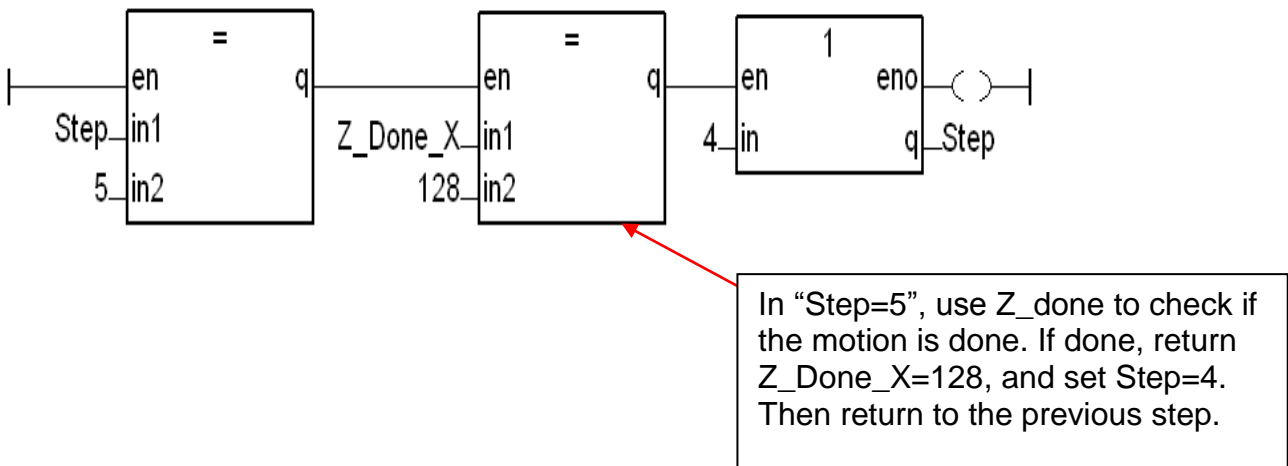 = = 1
en q en q en eno
Step in1 Z_Done_X in1 4 in q Step
5 in2 128 in2
In “Step=5”, use Z_done to check if
the motion is done. If done, return
Z_Done_X=128, and set Step=4.
Then return to the previous step.